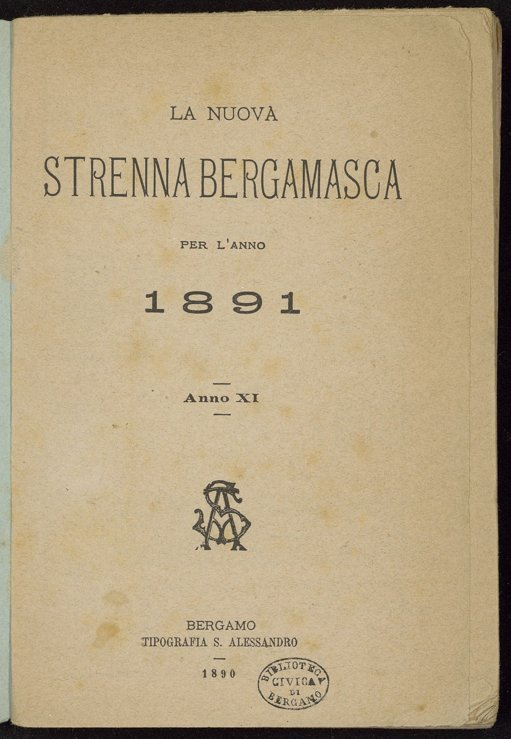 LA NUOVA
STRENNA BERGAMASCA
PER L'ANNO
1891
Anno XI
BERGAMO
TIPOGRAFIA S. ALESSANDRO
1890
BIBLIOTECA
CIVICA
DI
BERGAMO